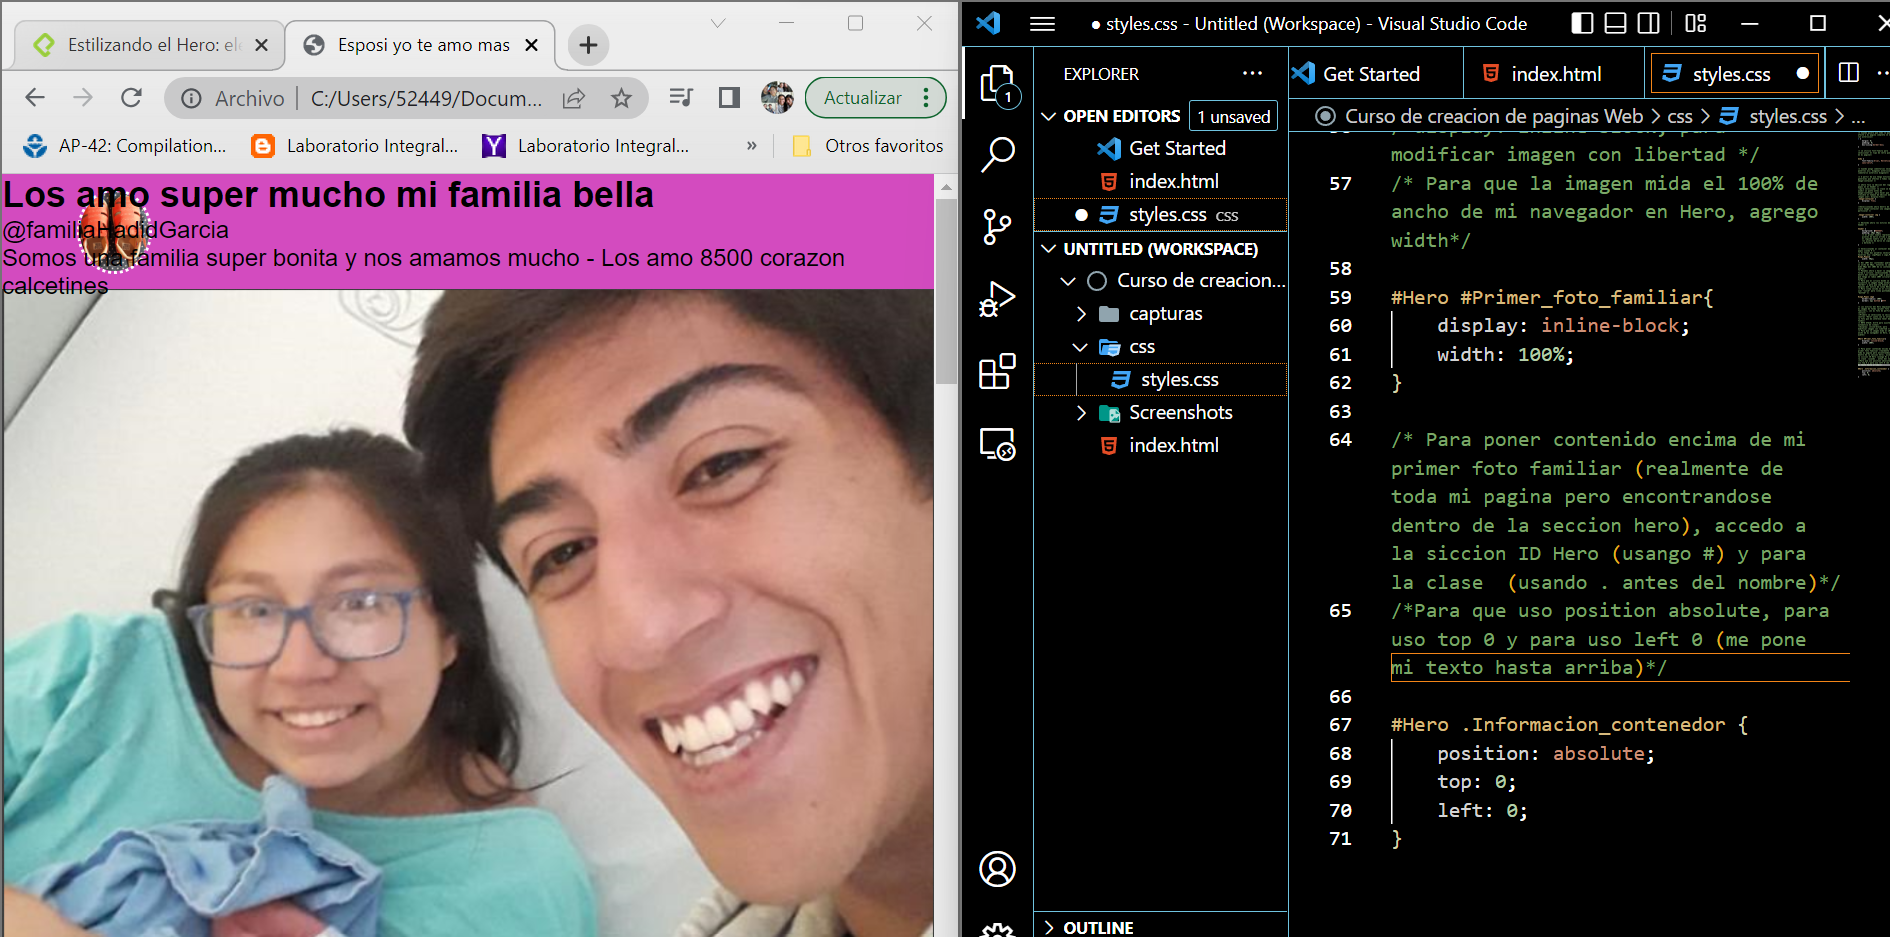 Estilizando el Hero: ele
Esposi yo te amo mas
Archivo
C:/Users/52449/Docum...
Actualizar
AP-42: Compilation...
Laboratorio Integral...
Laboratorio Integral...
»
Otros favoritos
Los amo super mucho mi familia bella
@familiaHadidGarcia
Somos una familia super bonita y nos amamos mucho - Los amo 8500 corazon
calcetines
● styles.css - Untitled (Workspace) - Visual Studio Code
1
EXPLORER
OPEN EDITORS
1 unsaved
Get Started
index.html
styles.css css
UNTITLED (WORKSPACE)
Curso de creacion...
capturas
css
styles.css
Screenshots
index.html
OUTLINE
Get Started
index.html
styles.css
Curso de creacion de paginas Web > css > styles.css > ...
modificar imagen con libertad */
57 /* Para que la imagen mida el 100% de
ancho de mi navegador en Hero, agrego
width*/
58
59 #Hero #Primer_foto_familiar{
60 display: inline-block;
61 width: 100%;
62 }
63
64 /* Para poner contenido encima de mi
primer foto familiar (realmente de
toda mi pagina pero encontrandose
dentro de la seccion hero), accedo a
la siccion ID Hero (usango #) y para
la clase  (usando . antes del nombre)*/
65 /*Para que uso position absolute, para
uso top 0 y para uso left 0 (me pone
mi texto hasta arriba)*/
66
67 #Hero .Informacion_contenedor {
68 position: absolute;
69 top: 0;
70 left: 0;
71 }